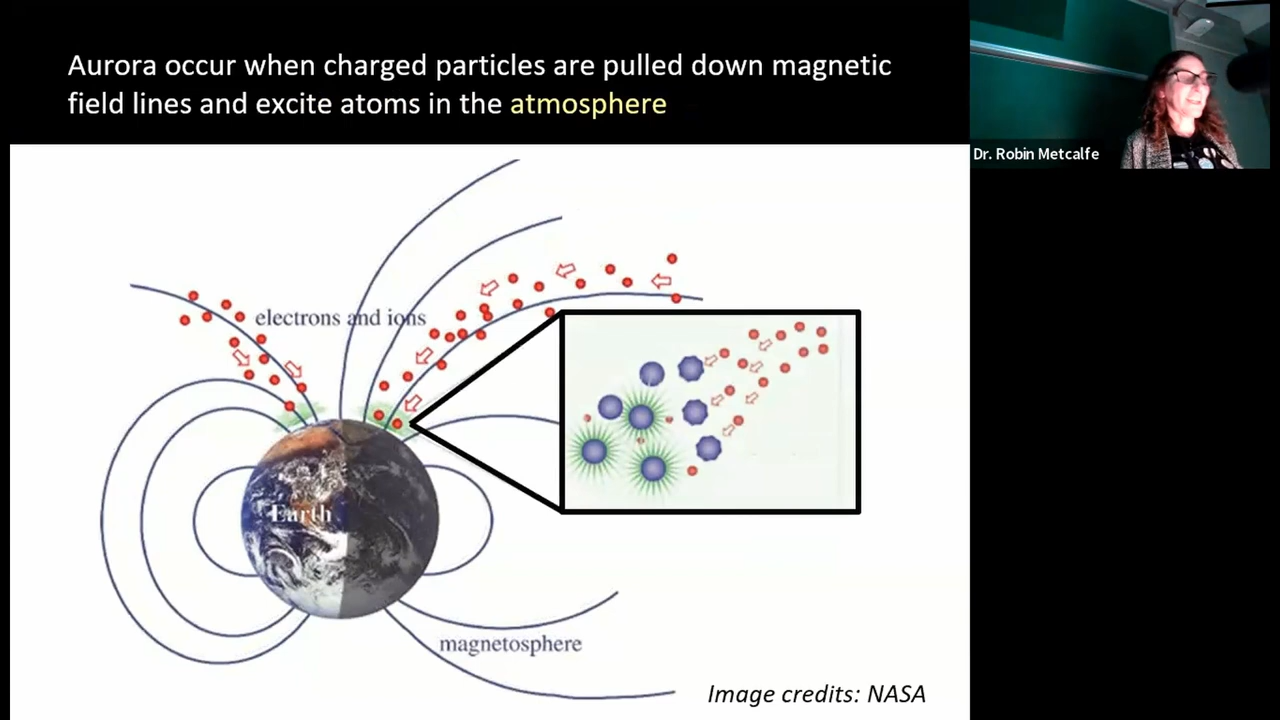 Aurora occur when charged particles are pulled down magnetic
field lines and excite atoms in the atmosphere
Dr. Robin Metcalfe
electrons and ions
Earth
magnetosphere
Image credits: NASA